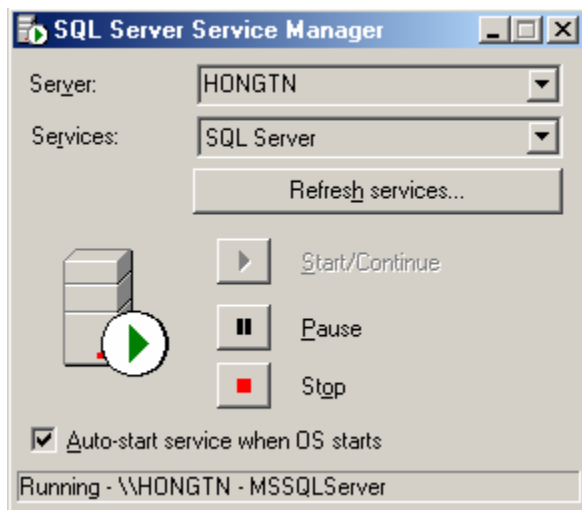 SQL Server Service Manager
Server: HONGTN
Services: SQL Server
Refresh services...
Start/Continue
Pause
Stop
Auto-start service when OS starts
Running - \\HONGTN - MSSQLServer